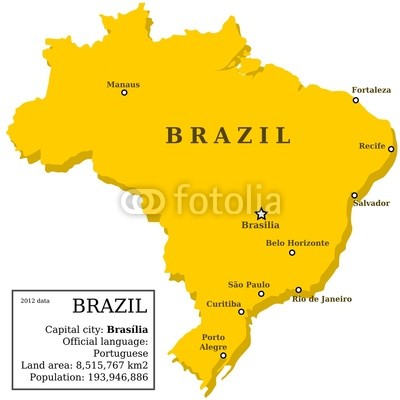 Manaus
Fortaleza
BRAZIL
Recife
Salvador
fotolia
Brasília
Belo Horizonte
São Paulo
Rio de Janeiro
Curitiba
Porto
Alegre
2012 data
BRAZIL
Capital city: Brasília
Official language:
Portuguese
Land area: 8,515,767 km2
Population: 193,946,886